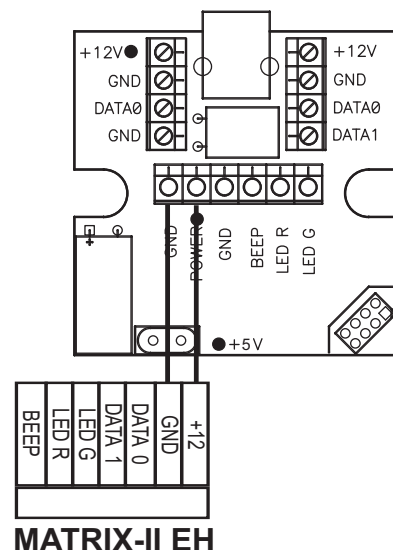 +12V
GND
DATA0
GND
+12V
GND
DATA0
DATA1
GND
POWER
GND
BEEP
LED R
LED G
+
+5V
BEEP
LED R
LED G
DATA 1
DATA 0
GND
+12
MATRIX-II EH